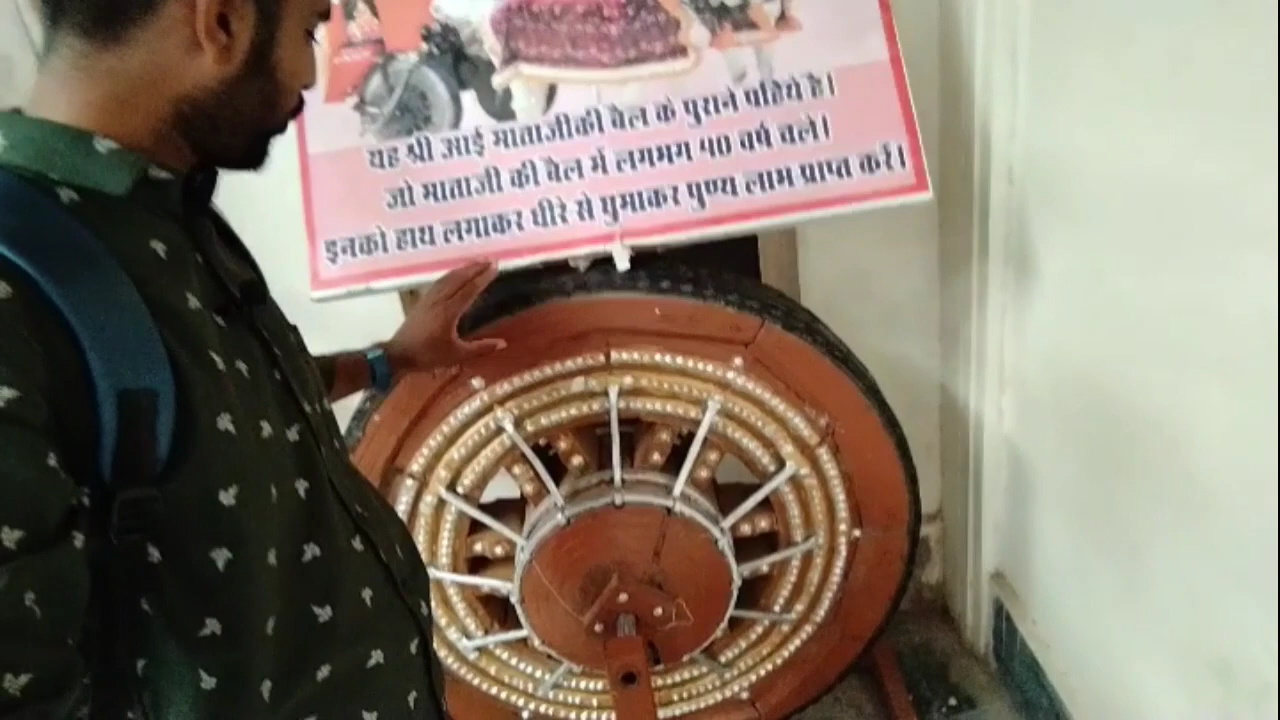 यह श्री आई माताजीकी बेल के पुराने पहिये है।
जो माताजी की बैल में लगभग 40 वर्ष चले।
इनको हाथ लगाकर धीरे से घुमाकर पुण्य लाभ प्राप्त करें।